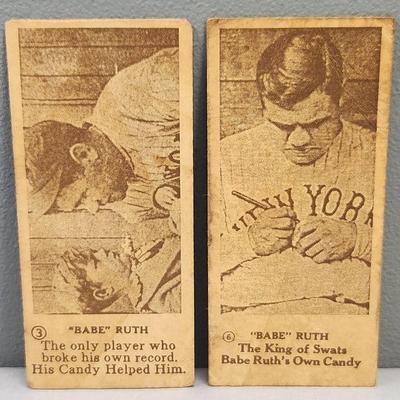 3
"BABE" RUTH
The only player who
broke his own record.
His Candy Helped Him.
NEW YORK
6
"BABE" RUTH
The King of Swats
Babe Ruth's Own Candy